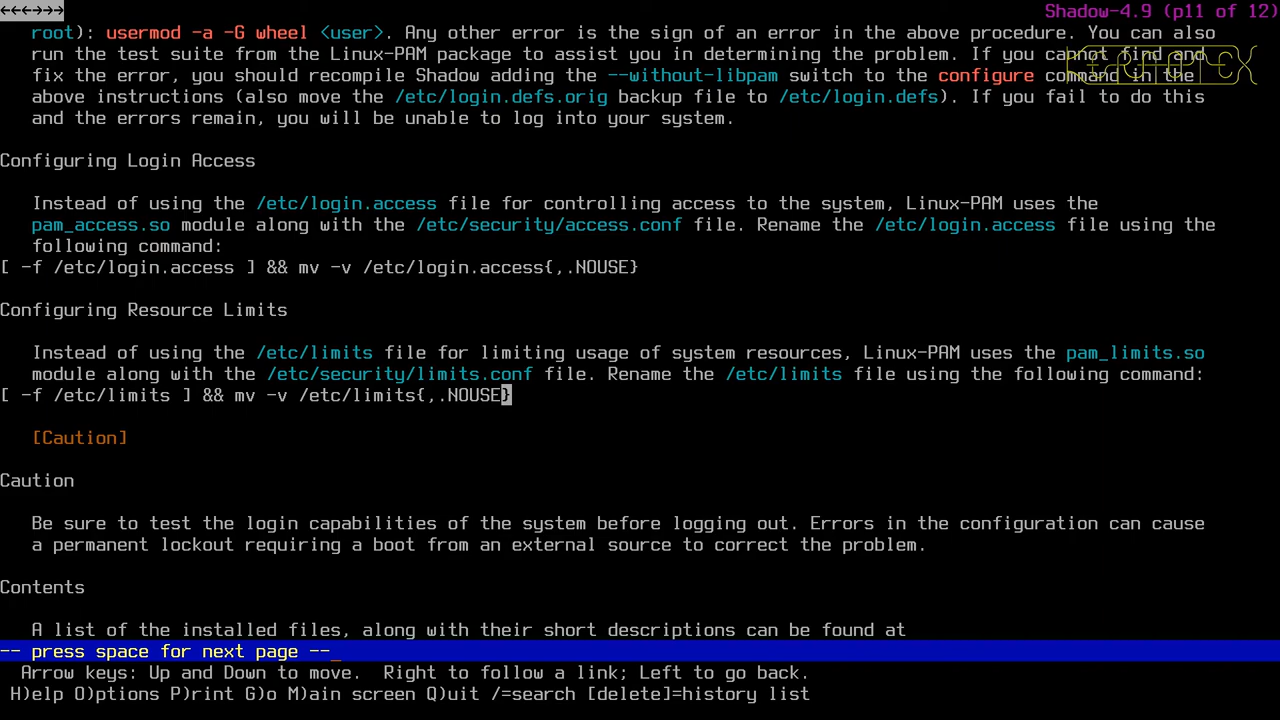 ←←←→→→ Shadow-4.9 (p11 of 12)
root): usermod -a -G wheel <user>. Any other error is the sign of an error in the above procedure. You can also
run the test suite from the Linux-PAM package to assist you in determining the problem. If you cannot find and
fix the error, you should recompile Shadow adding the --without-libpam switch to the configure command in the
above instructions (also move the /etc/login.defs.orig backup file to /etc/login.defs). If you fail to do this
and the errors remain, you will be unable to log into your system.
Configuring Login Access
Instead of using the /etc/login.access file for controlling access to the system, Linux-PAM uses the
pam_access.so module along with the /etc/security/access.conf file. Rename the /etc/login.access file using the
following command:
[ -f /etc/login.access ] && mv -v /etc/login.access{,.NOUSE}
Configuring Resource Limits
Instead of using the /etc/limits file for limiting usage of system resources, Linux-PAM uses the pam_limits.so
module along with the /etc/security/limits.conf file. Rename the /etc/limits file using the following command:
[ -f /etc/limits ] && mv -v /etc/limits{,.NOUSE}
[Caution]
Caution
Be sure to test the login capabilities of the system before logging out. Errors in the configuration can cause
a permanent lockout requiring a boot from an external source to correct the problem.
Contents
A list of the installed files, along with their short descriptions can be found at
-- press space for next page --
Arrow keys: Up and Down to move. Right to follow a link; Left to go back.
H)elp O)ptions P)rint G)o M)ain screen Q)uit /=search [delete]=history list